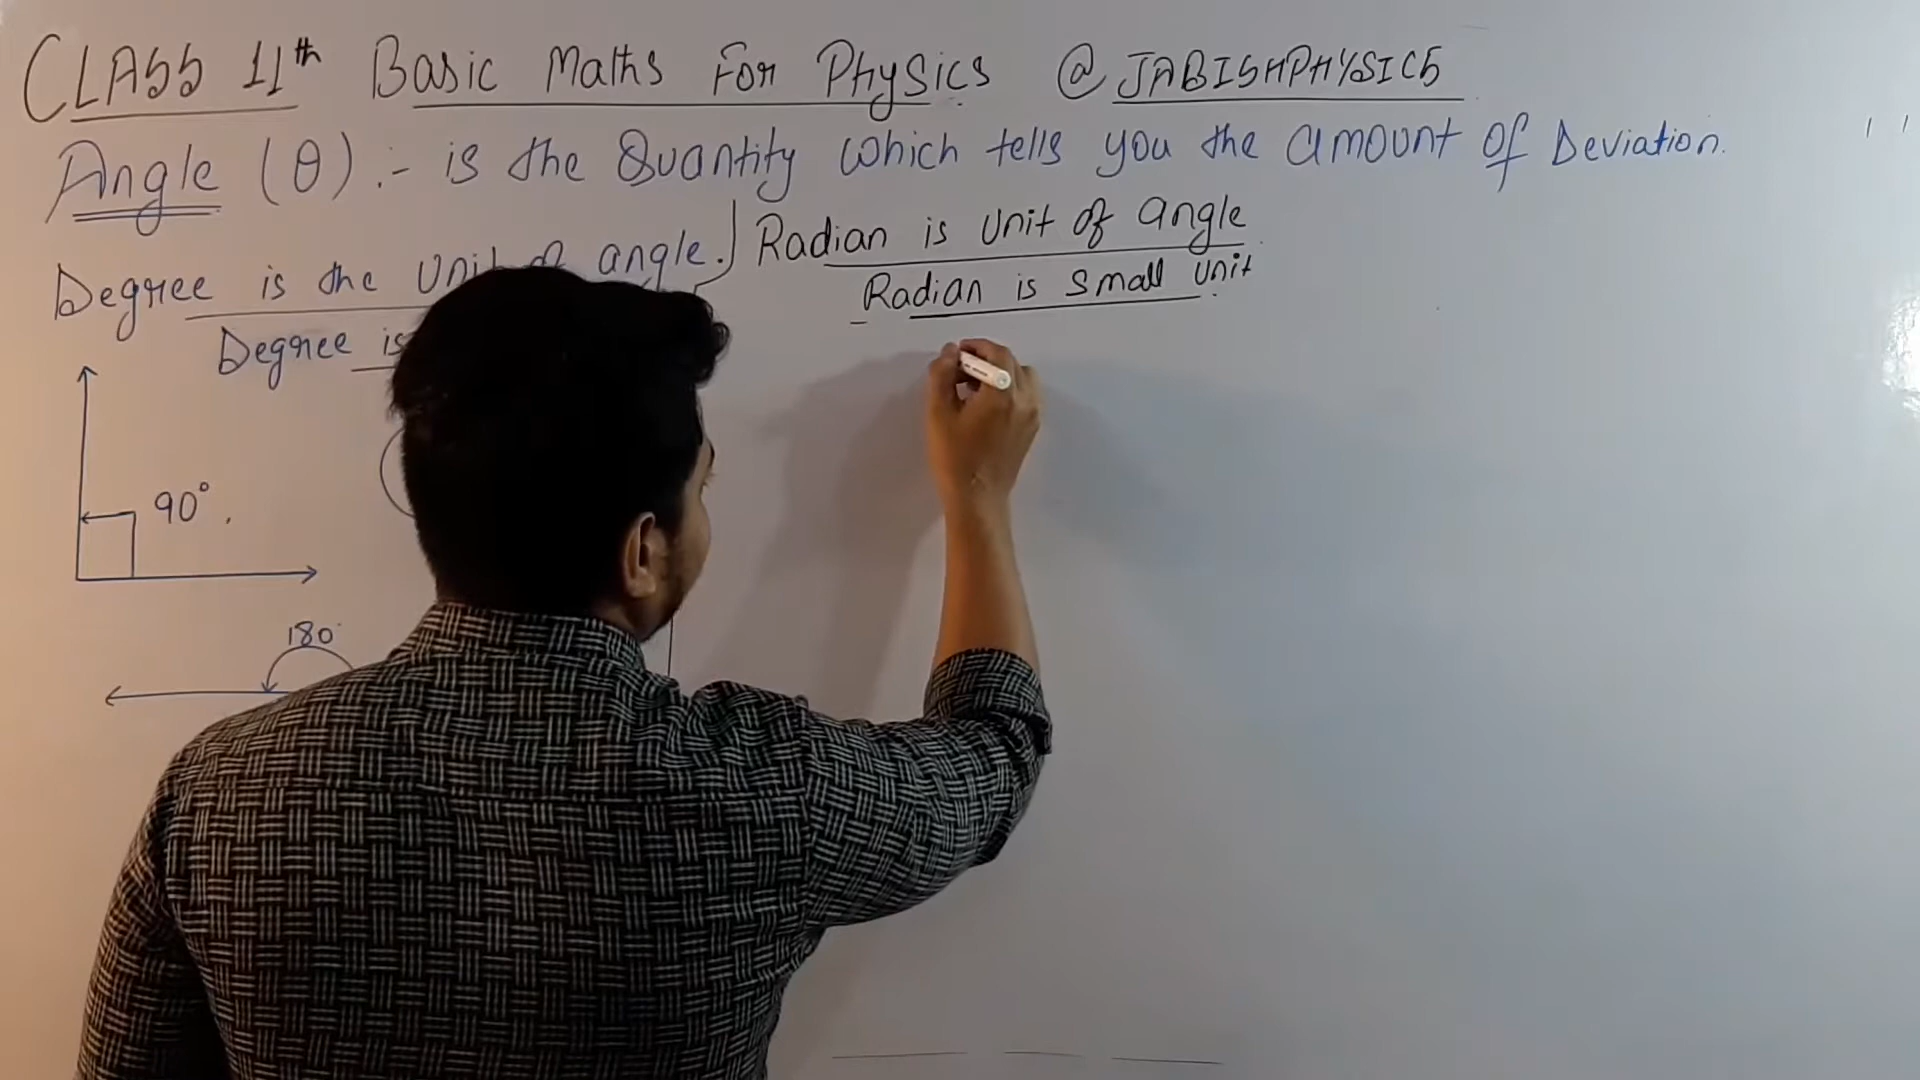 CLASS 11th Basic Maths For Physics @JABISHPHYSICS
Angle (θ) :- is the Quantity which tells you the amount of Deviation.
Degree is the Unit of angle.
Degree is
90°
180°
Radian is Unit of angle
Radian is Small Unit